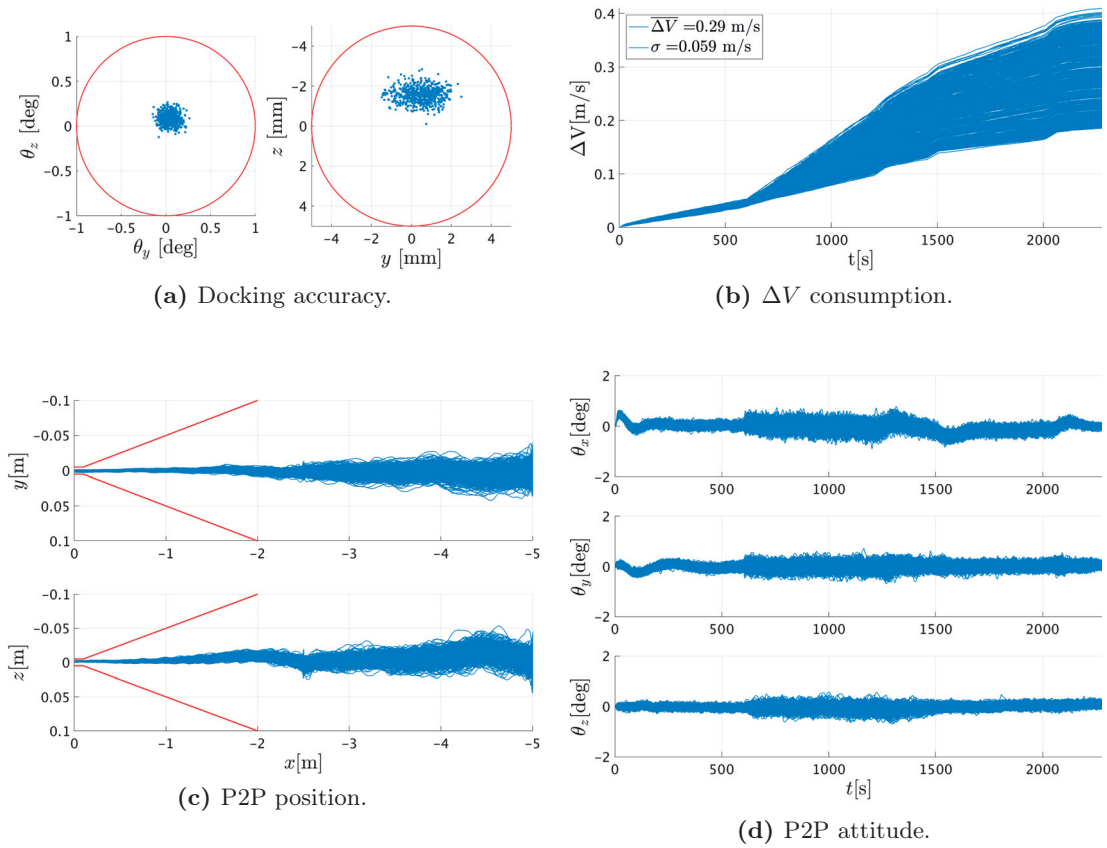 1
0.5
0
−0.5
−1
−1 −0.5 0 0.5 1
θz [deg]
θy [deg]
−4
−2
0
2
4
−4 −2 0 2 4
z [mm]
y [mm]
(a) Docking accuracy.
0.4
0.3
0.2
0.1
0
0 500 1000 1500 2000
ΔV[m/s]
t[s]
ΔV =0.29 m/s
σ =0.059 m/s
(b) ΔV consumption.
−0.1
−0.05
0
0.05
0.1
0 −1 −2 −3 −4 −5
y[m]
−0.1
−0.05
0
0.05
0.1
0 −1 −2 −3 −4 −5
z[m]
x[m]
(c) P2P position.
2
0
−2
0 500 1000 1500 2000
θx[deg]
2
0
−2
0 500 1000 1500 2000
θy[deg]
2
0
−2
0 500 1000 1500 2000
θz[deg]
t[s]
(d) P2P attitude.